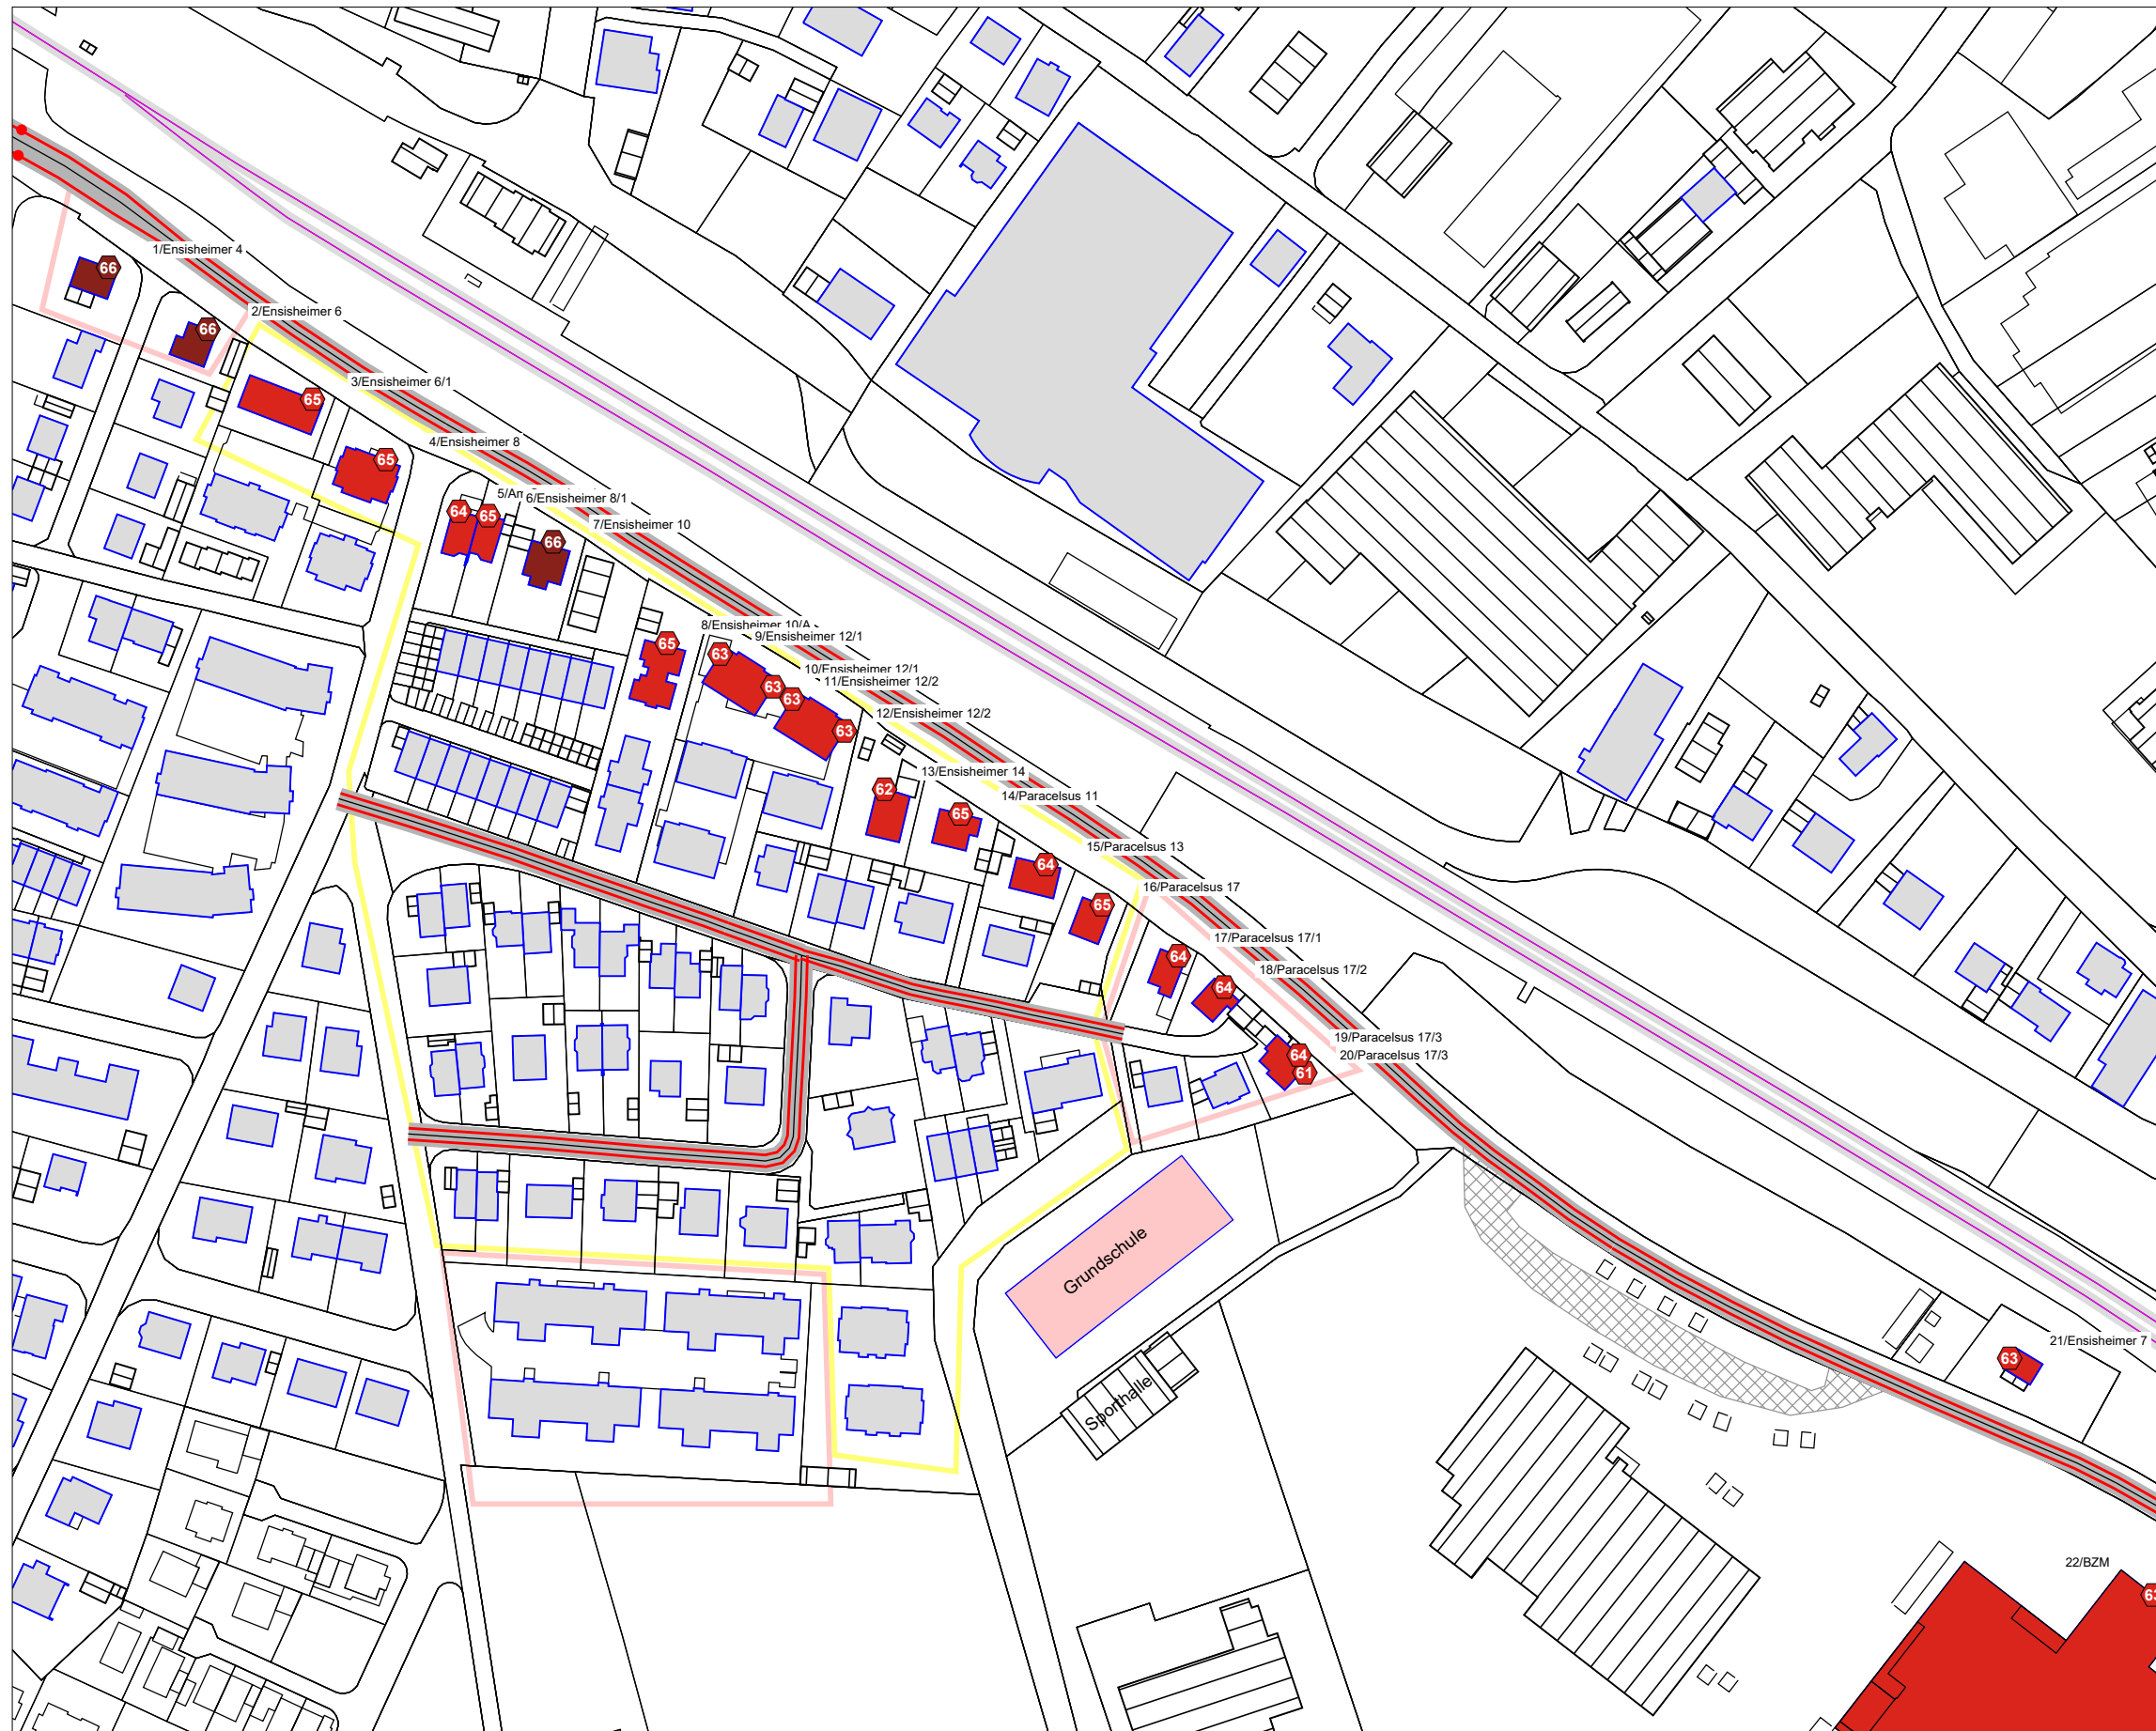 1/Ensisheimer 4
66
2/Ensisheimer 6
66
3/Ensisheimer 6/1
65
4/Ensisheimer 8
65
6/Ensisheimer 8/1
64
65
7/Ensisheimer 10
66
8/Ensisheimer 10/A
9/Ensisheimer 12/1
65
63
10/Ensisheimer 12/1
11/Ensisheimer 12/2
63
63
12/Ensisheimer 12/2
63
13/Ensisheimer 14
62
14/Paracelsus 11
65
15/Paracelsus 13
64
16/Paracelsus 17
65
17/Paracelsus 17/1
64
18/Paracelsus 17/2
64
19/Paracelsus 17/3
20/Paracelsus 17/3
64
61
Grundschule
21/Ensisheimer 7
63
Sporthalle
22/BZM